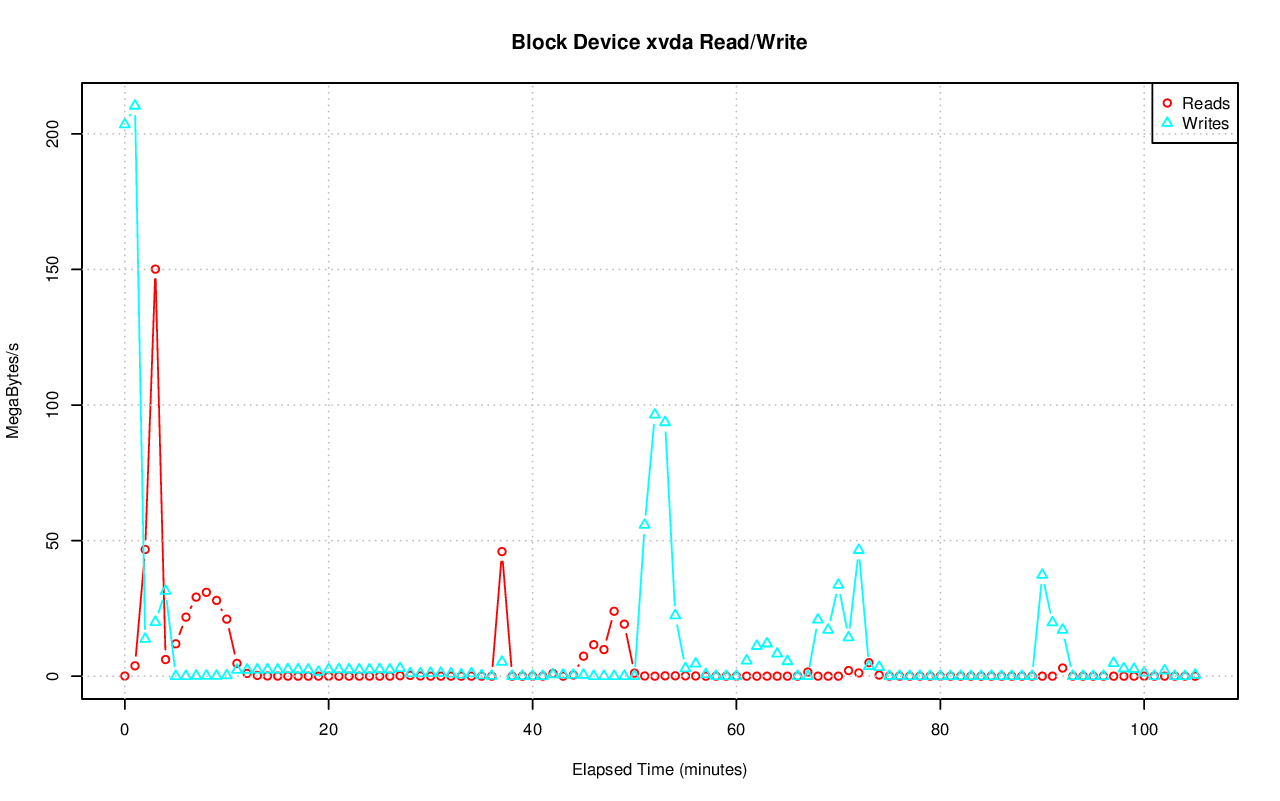 Block Device xvda Read/Write
Reads
Writes
200
150
100
50
0
MegaBytes/s
0 20 40 60 80 100
Elapsed Time (minutes)